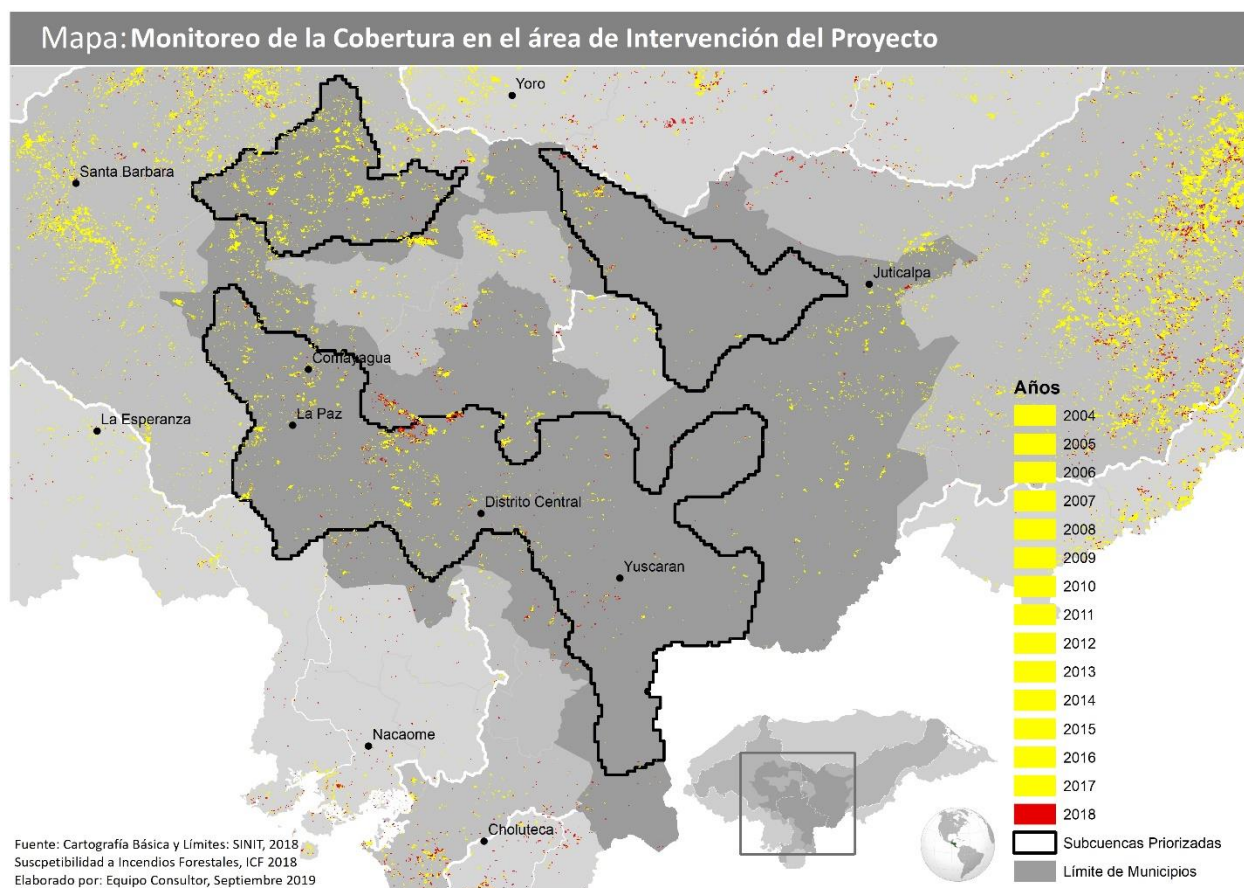 Mapa: Monitoreo de la Cobertura en el área de Intervención del Proyecto
Yoro
Santa Barbara
Juticalpa
Comayagua
La Paz
La Esperanza
Distrito Central
Yuscaran
Nacaome
Choluteca
Años
2004
2005
2006
2007
2008
2009
2010
2011
2012
2013
2014
2015
2016
2017
2018
Subcuencas Priorizadas
Límite de Municipios
Fuente: Cartografía Básica y Límites: SINIT, 2018
Suscpetibilidad a Incendios Forestales, ICF 2018
Elaborado por: Equipo Consultor, Septiembre 2019